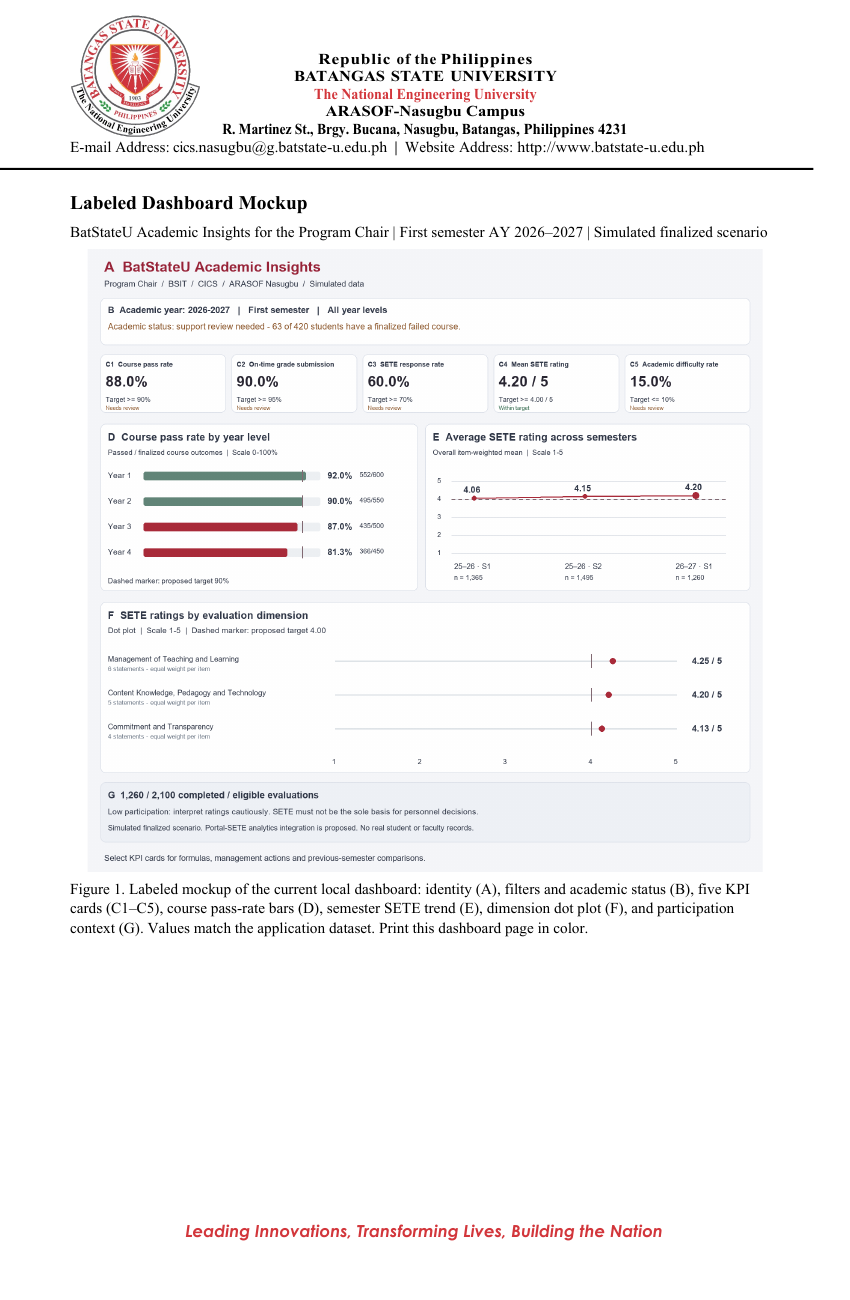 BATANGAS STATE UNIVERSITY
The National Engineering University
1903
PHILIPPINES
Republic of the Philippines
BATANGAS STATE UNIVERSITY
The National Engineering University
ARASOF-Nasugbu Campus
R. Martinez St., Brgy. Bucana, Nasugbu, Batangas, Philippines 4231
E-mail Address: cics.nasugbu@g.batstate-u.edu.ph | Website Address: http://www.batstate-u.edu.ph
Labeled Dashboard Mockup
BatStateU Academic Insights for the Program Chair | First semester AY 2026–2027 | Simulated finalized scenario
A BatStateU Academic Insights
Program Chair / BSIT / CICS / ARASOF Nasugbu / Simulated data
B Academic year: 2026-2027 | First semester | All year levels
Academic status: support review needed - 63 of 420 students have a finalized failed course.
C1 Course pass rate
88.0%
Target >= 90%
Needs review
C2 On-time grade submission
90.0%
Target >= 95%
Needs review
C3 SETE response rate
60.0%
Target >= 70%
Needs review
C4 Mean SETE rating
4.20 / 5
Target >= 4.00 / 5
Within target
C5 Academic difficulty rate
15.0%
Target <= 10%
Needs review
D Course pass rate by year level
Passed / finalized course outcomes | Scale 0-100%
Year 1 92.0% 552/600
Year 2 90.0% 495/550
Year 3 87.0% 435/500
Year 4 81.3% 366/450
Dashed marker: proposed target 90%
E Average SETE rating across semesters
Overall item-weighted mean | Scale 1-5
5
4
3
2
1
4.06 4.15 4.20
25–26 · S1 25–26 · S2 26–27 · S1
n = 1,365 n = 1,495 n = 1,260
F SETE ratings by evaluation dimension
Dot plot | Scale 1-5 | Dashed marker: proposed target 4.00
Management of Teaching and Learning 4.25 / 5
6 statements - equal weight per item
Content Knowledge, Pedagogy and Technology 4.20 / 5
5 statements - equal weight per item
Commitment and Transparency 4.13 / 5
4 statements - equal weight per item
1 2 3 4 5
G 1,260 / 2,100 completed / eligible evaluations
Low participation: interpret ratings cautiously. SETE must not be the sole basis for personnel decisions.
Simulated finalized scenario. Portal-SETE analytics integration is proposed. No real student or faculty records.
Select KPI cards for formulas, management actions and previous-semester comparisons.
Figure 1. Labeled mockup of the current local dashboard: identity (A), filters and academic status (B), five KPI
cards (C1–C5), course pass-rate bars (D), semester SETE trend (E), dimension dot plot (F), and participation
context (G). Values match the application dataset. Print this dashboard page in color.
Leading Innovations, Transforming Lives, Building the Nation